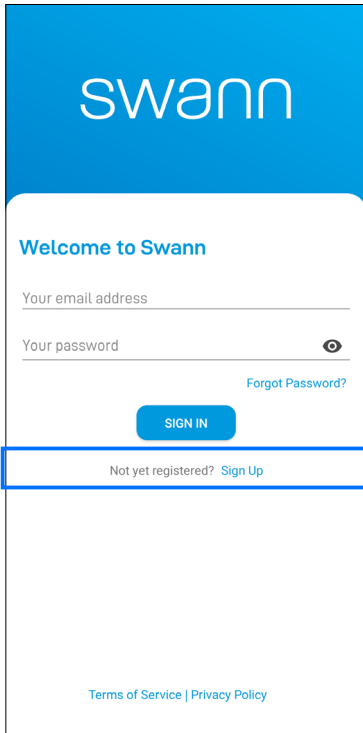 swann
Welcome to Swann
Your email address
Your password
Forgot Password?
SIGN IN
Not yet registered? Sign Up
Terms of Service | Privacy Policy